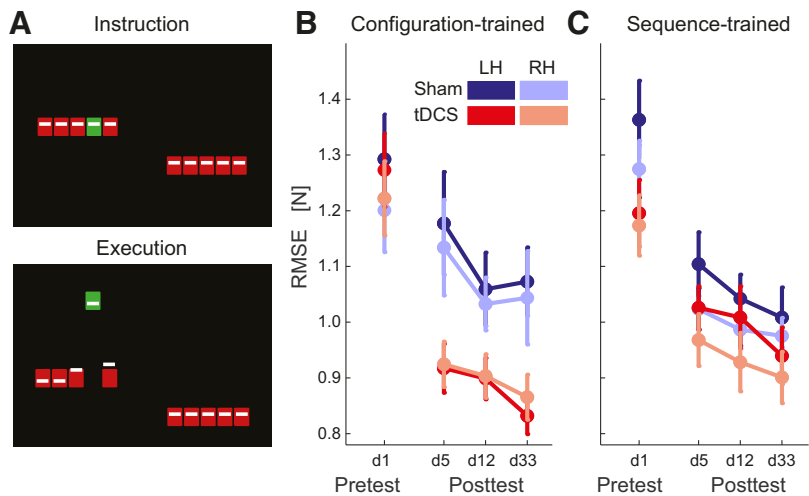 A
Instruction
Execution
B
Configuration-trained
LH RH
Sham
tDCS
RMSE [N]
1.4
1.3
1.2
1.1
1.0
0.9
0.8
d1 d5 d12 d33
Pretest Posttest
C
Sequence-trained
d1 d5 d12 d33
Pretest Posttest